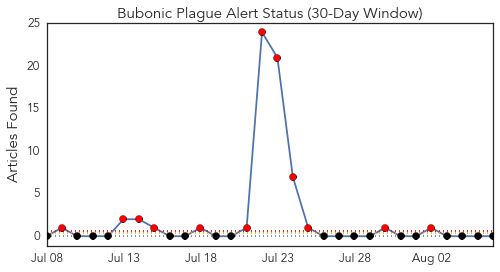 Bubonic Plague Alert Status (30-Day Window)
Articles Found
25
20
15
10
5
0
Jul 08
Jul 13
Jul 18
Jul 23
Jul 28
Aug 02